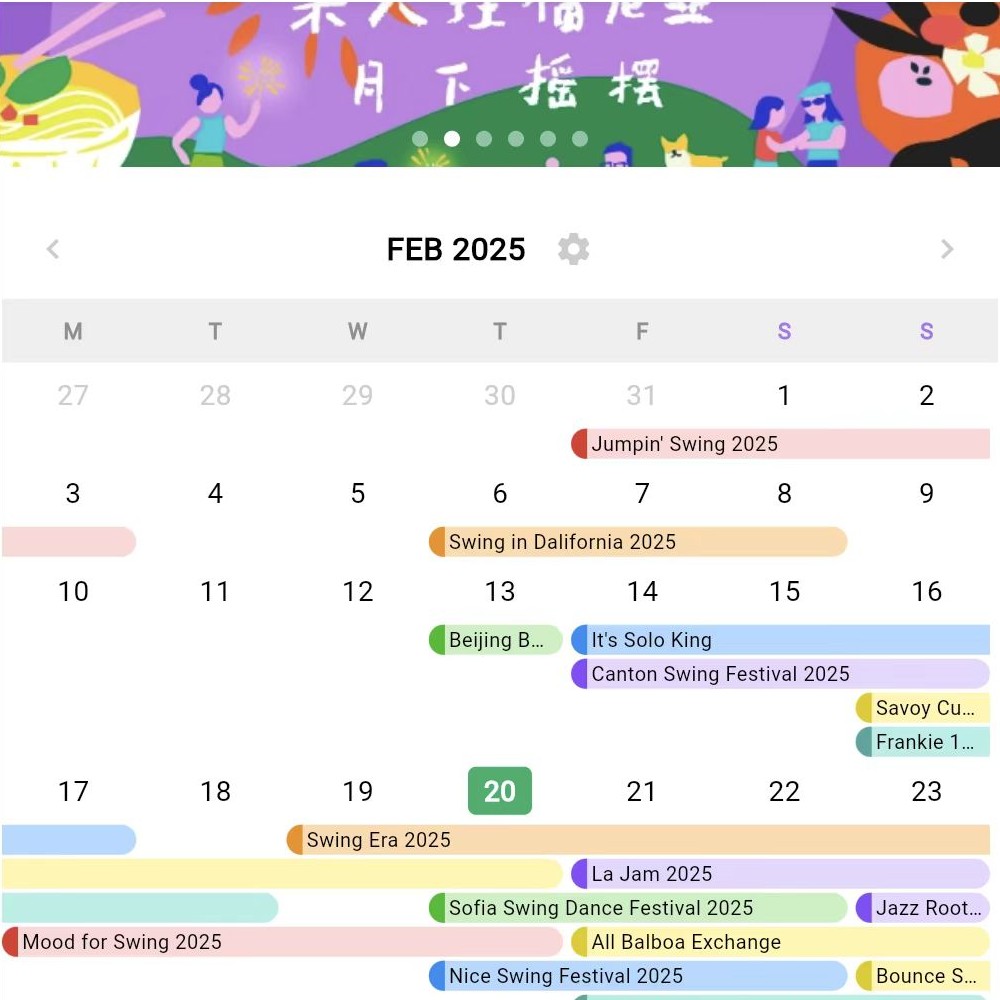 月下摇摆
FEB 2025
M T W T F S S
27 28 29 30 31 1 2
Jumpin' Swing 2025
3 4 5 6 7 8 9
Swing in Dalifornia 2025
10 11 12 13 14 15 16
Beijing B... It's Solo King
Canton Swing Festival 2025
Savoy Cu...
Frankie 1...
17 18 19 20 21 22 23
Swing Era 2025
La Jam 2025
Sofia Swing Dance Festival 2025 Jazz Root...
Mood for Swing 2025 All Balboa Exchange
Nice Swing Festival 2025 Bounce S...